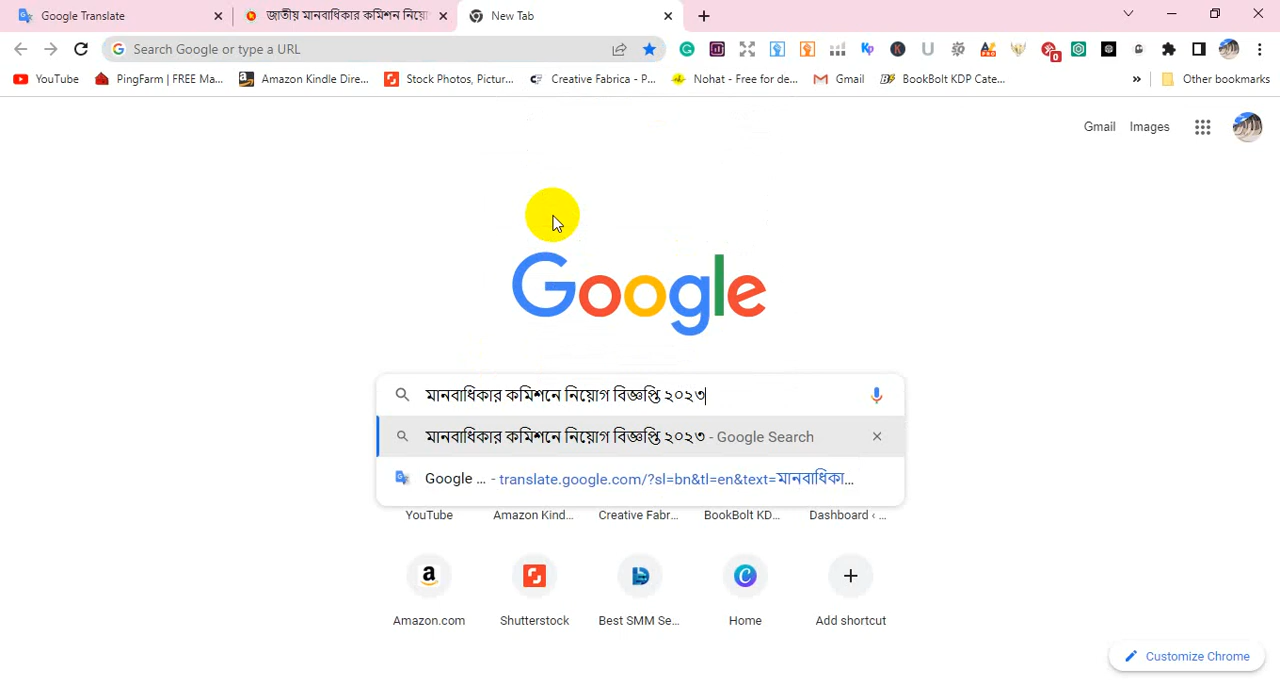 Google Translate
জাতীয় মানবাধিকার কমিশন নিয়ো
New Tab
Search Google or type a URL
YouTube
PingFarm | FREE Ma...
Amazon Kindle Dire...
Stock Photos, Pictur...
Creative Fabrica - P...
Nohat - Free for de...
Gmail
BookBolt KDP Cate...
Other bookmarks
Gmail
Images
Google
মানবাধিকার কমিশনে নিয়োগ বিজ্ঞপ্তি ২০২৩
মানবাধিকার কমিশনে নিয়োগ বিজ্ঞপ্তি ২০২৩ - Google Search
Google ... - translate.google.com/?sl=bn&tl=en&text=মানবাধিকা...
YouTube
Amazon Kind...
Creative Fabr...
BookBolt KD...
Dashboard ‹ ...
Amazon.com
Shutterstock
Best SMM Se...
Home
Add shortcut
Customize Chrome